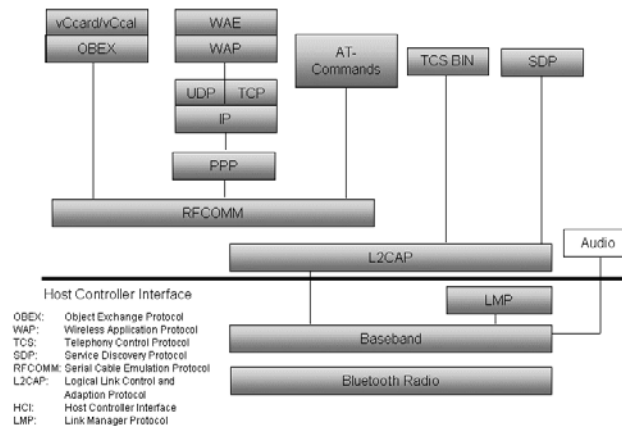 vCcard/vCcal
OBEX
WAE
WAP
UDP TCP
IP
PPP
AT-
Commands
TCS BIN
SDP
RFCOMM
Audio
L2CAP
Host Controller Interface
LMP
Baseband
Bluetooth Radio
OBEX: Object Exchange Protocol
WAP: Wireless Application Protocol
TCS: Telephony Control Protocol
SDP: Service Discovery Protocol
RFCOMM: Serial Cable Emulation Protocol
L2CAP: Logical Link Control and
Adaption Protocol
HCI: Host Controller Interface
LMP: Link Manager Protocol